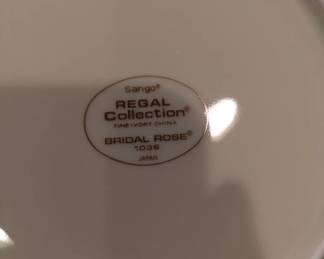 Sango®
REGAL
Collection®
FINE IVORY CHINA
BRIDAL ROSE®
1036
JAPAN